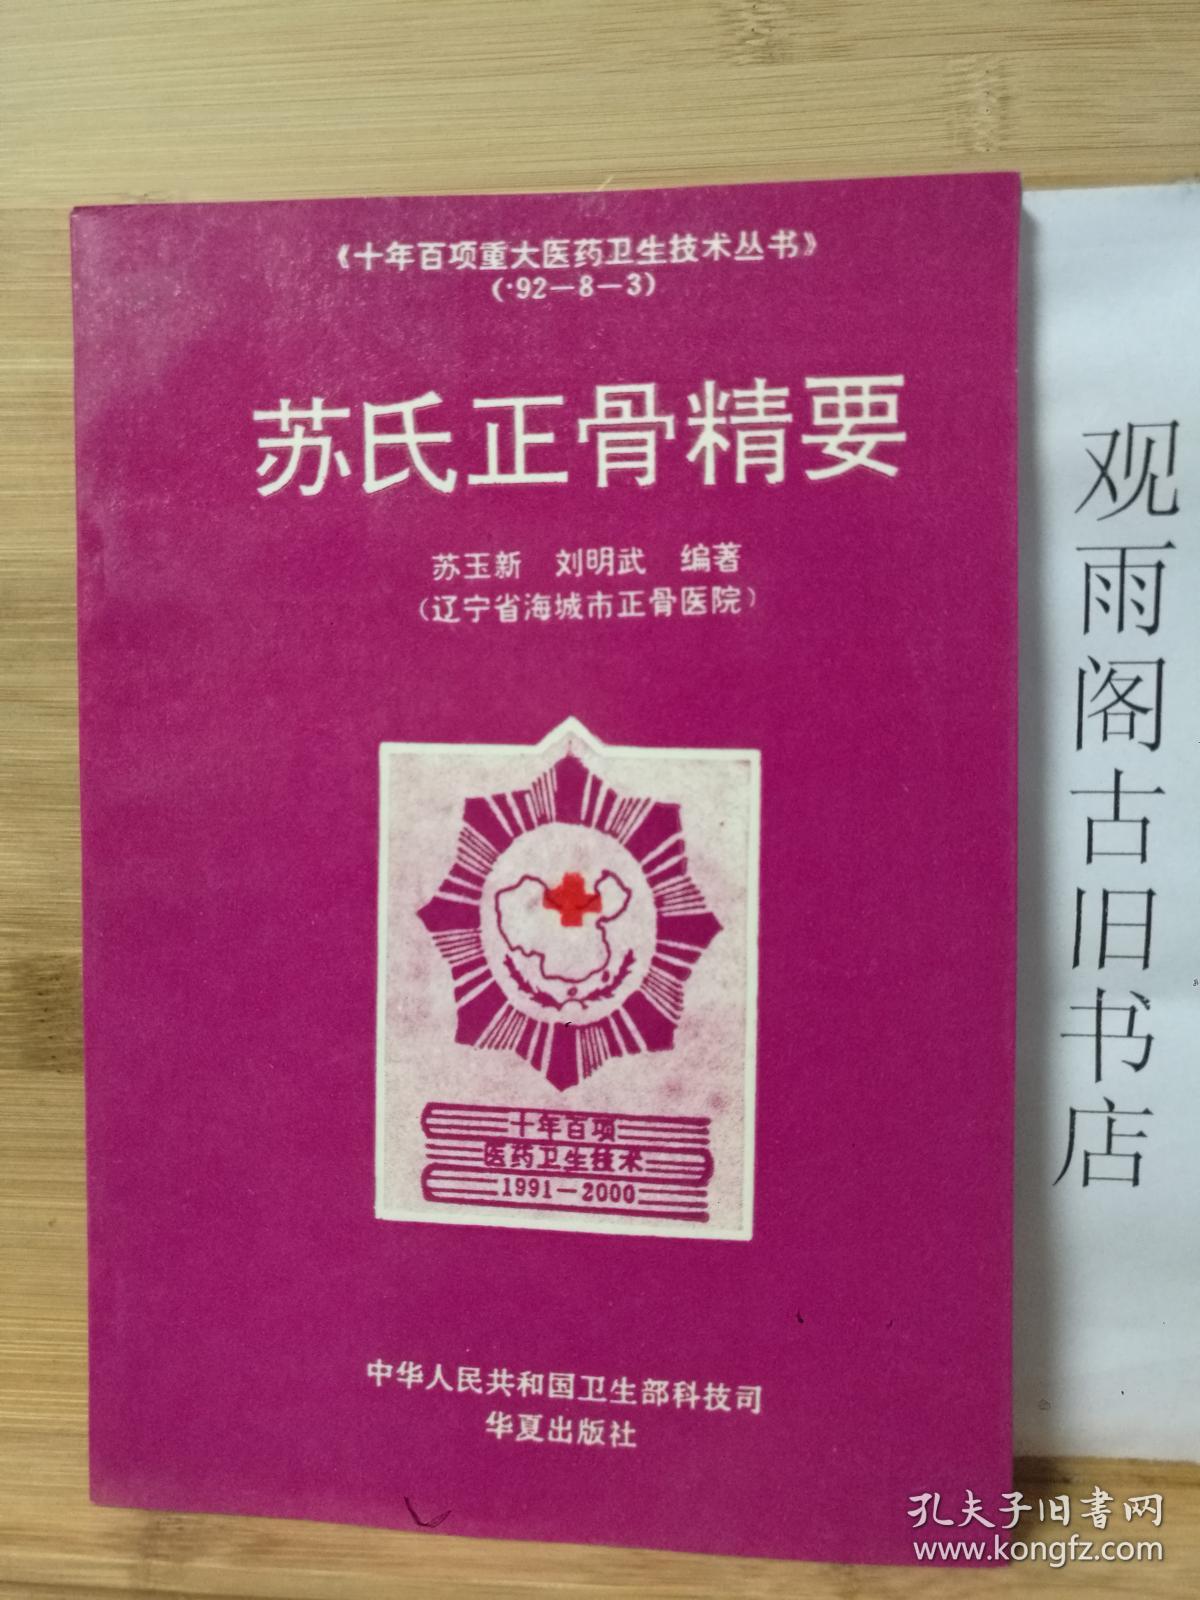 《十年百项重大医药卫生技术丛书》
（·92—8—3）
苏氏正骨精要
苏玉新 刘明武 编著
（辽宁省海城市正骨医院）
十年百项
医药卫生技术
1991—2000
中华人民共和国卫生部科技司
华夏出版社
观雨阁古旧书店
孔夫子旧书网
www.kongfz.com